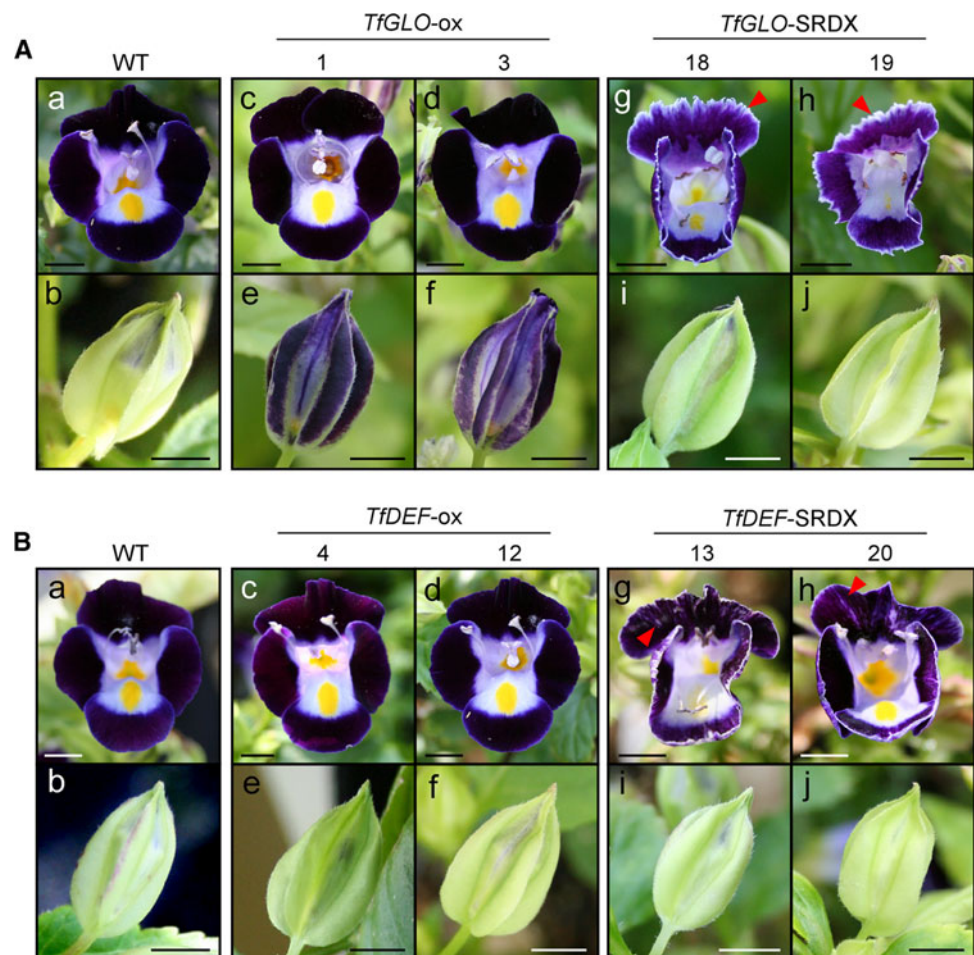 A
TfGLO-ox TfGLO-SRDX
WT 1 3 18 19
a c d g h
b e f i j
B
TfDEF-ox TfDEF-SRDX
WT 4 12 13 20
a c d g h
b e f i j